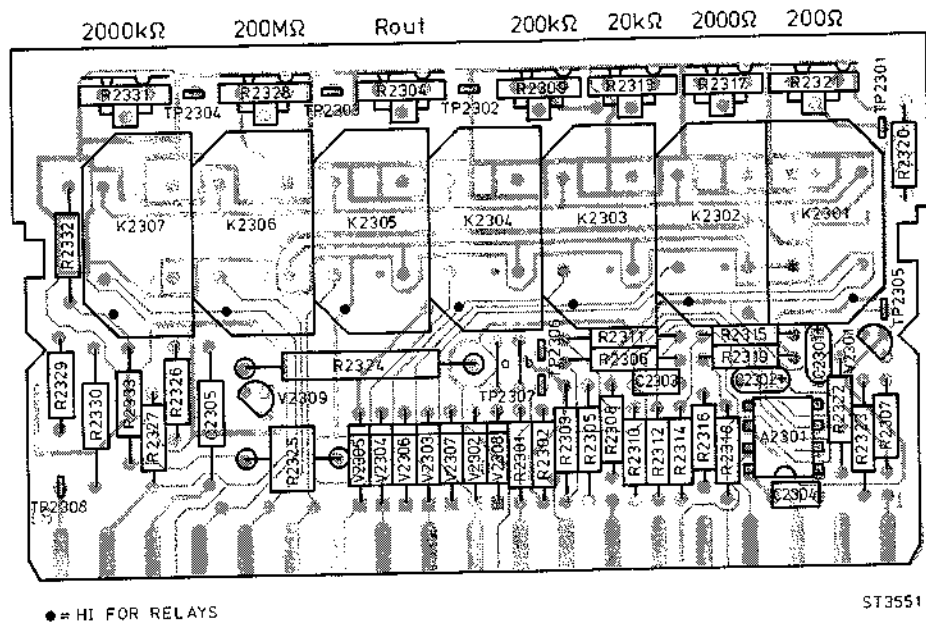 2000kΩ 200MΩ Rout 200kΩ 20kΩ 2000Ω 200Ω
R2331 R2328 R2304 R2309 R2313 R2317 R2321
TP2304 TP2303 TP2302 TP2301
R2320
K2307 K2306 K2305 K2304 K2303 K2302 K2301
R2332
TP2305
R2311 R2315
R2324 TP2306 R2306 R2319 C2301 V2301
a b
R2329 R2326 C2303 C2302+
R2330 R2333 R2327 R2305 V2309 TP2307
R2325 V2305 V2304 V2306 V2303 V2307 V2302 V2308 R2301 R2302 R2303 R2305 R2308 R2310 R2312 R2314 R2316 R2318 A2301 R2322 R2323 R2307
TP2308 C2304
●= HI FOR RELAYS
ST3551